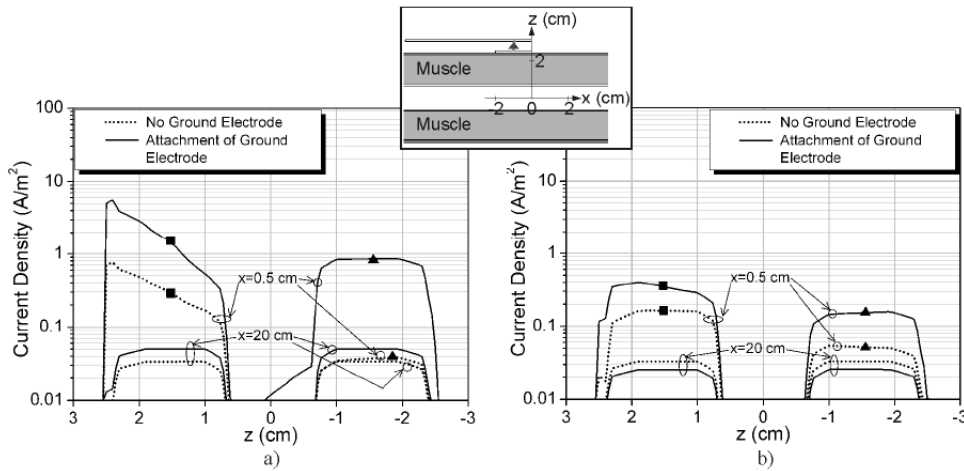 z (cm)
Muscle
2
x (cm)
-2 0 2
Muscle
No Ground Electrode
Attachment of Ground
Electrode
Current Density (A/m²)
100
10
1
0.1
0.01
x=0.5 cm
x=20 cm
3 2 1 0 -1 -2 -3
z (cm)
a)
No Ground Electrode
Attachment of Ground
Electrode
Current Density (A/m²)
100
10
1
0.1
0.01
x=0.5 cm
x=20 cm
3 2 1 0 -1 -2 -3
z (cm)
b)